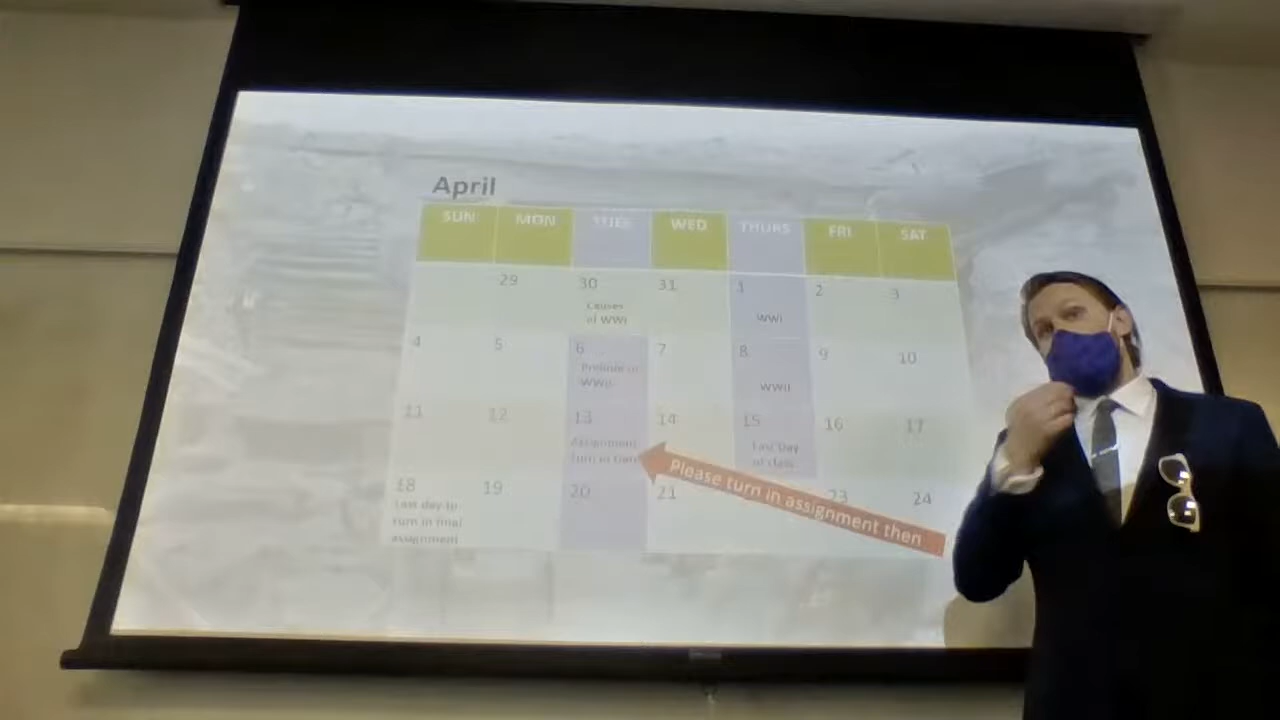 April
SUN MON TUES WED THURS FRI SAT
29 30 31 1 2 3
Causes
of WWI
WWI
4 5 6 7 8 9 10
Prelude to
WWII
WWII
11 12 13 14 15 16 17
Assignment
Turn in Date
Last Day
of class
18 19 20 21 23 24
Last day to
turn in final
assignment
Please turn in assignment then